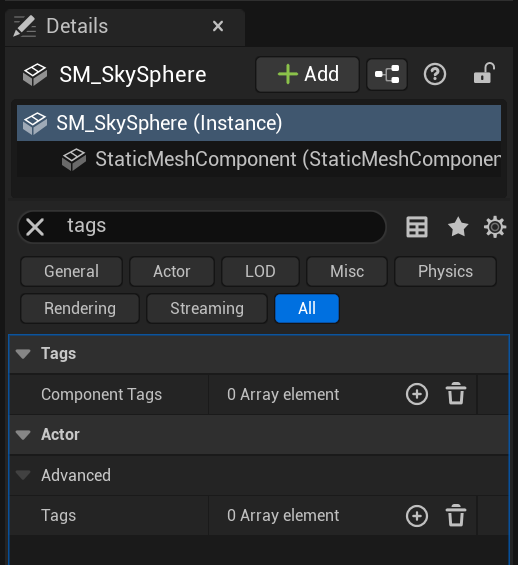 Details
SM_SkySphere Add
SM_SkySphere (Instance)
StaticMeshComponent (StaticMeshComponen
tags
General Actor LOD Misc Physics
Rendering Streaming All
Tags
Component Tags 0 Array element
Actor
Advanced
Tags 0 Array element